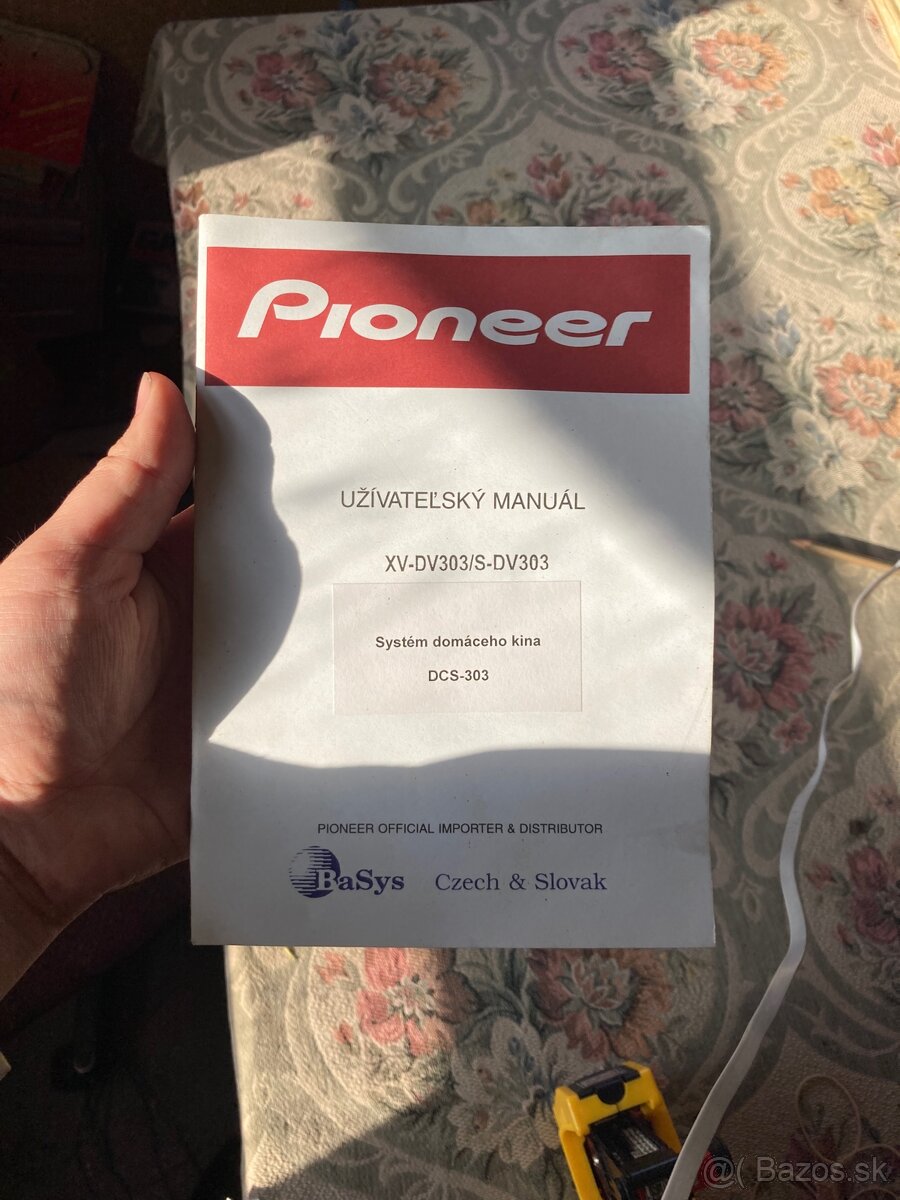 Pioneer
UŽÍVATEĽSKÝ MANUÁL
XV-DV303/S-DV303
Systém domáceho kina
DCS-303
PIONEER OFFICIAL IMPORTER & DISTRIBUTOR
BaSys Czech & Slovak
@( Bazos.sk